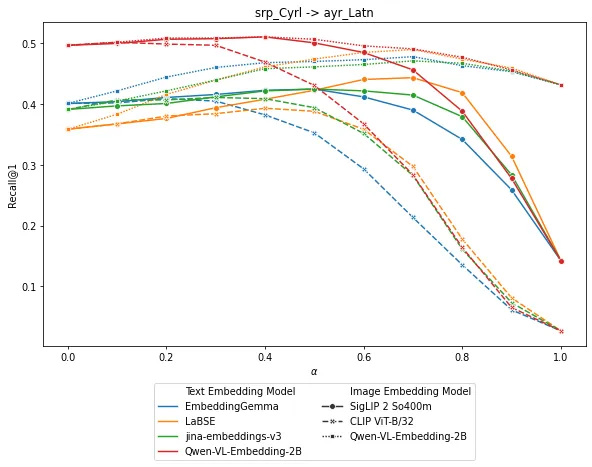 srp_Cyrl -> ayr_Latn
Recall@1
0.5
0.4
0.3
0.2
0.1
0.0 0.2 0.4 0.6 0.8 1.0
α
Text Embedding Model Image Embedding Model
EmbeddingGemma SigLIP 2 So400m
LaBSE CLIP ViT-B/32
jina-embeddings-v3 Qwen-VL-Embedding-2B
Qwen-VL-Embedding-2B